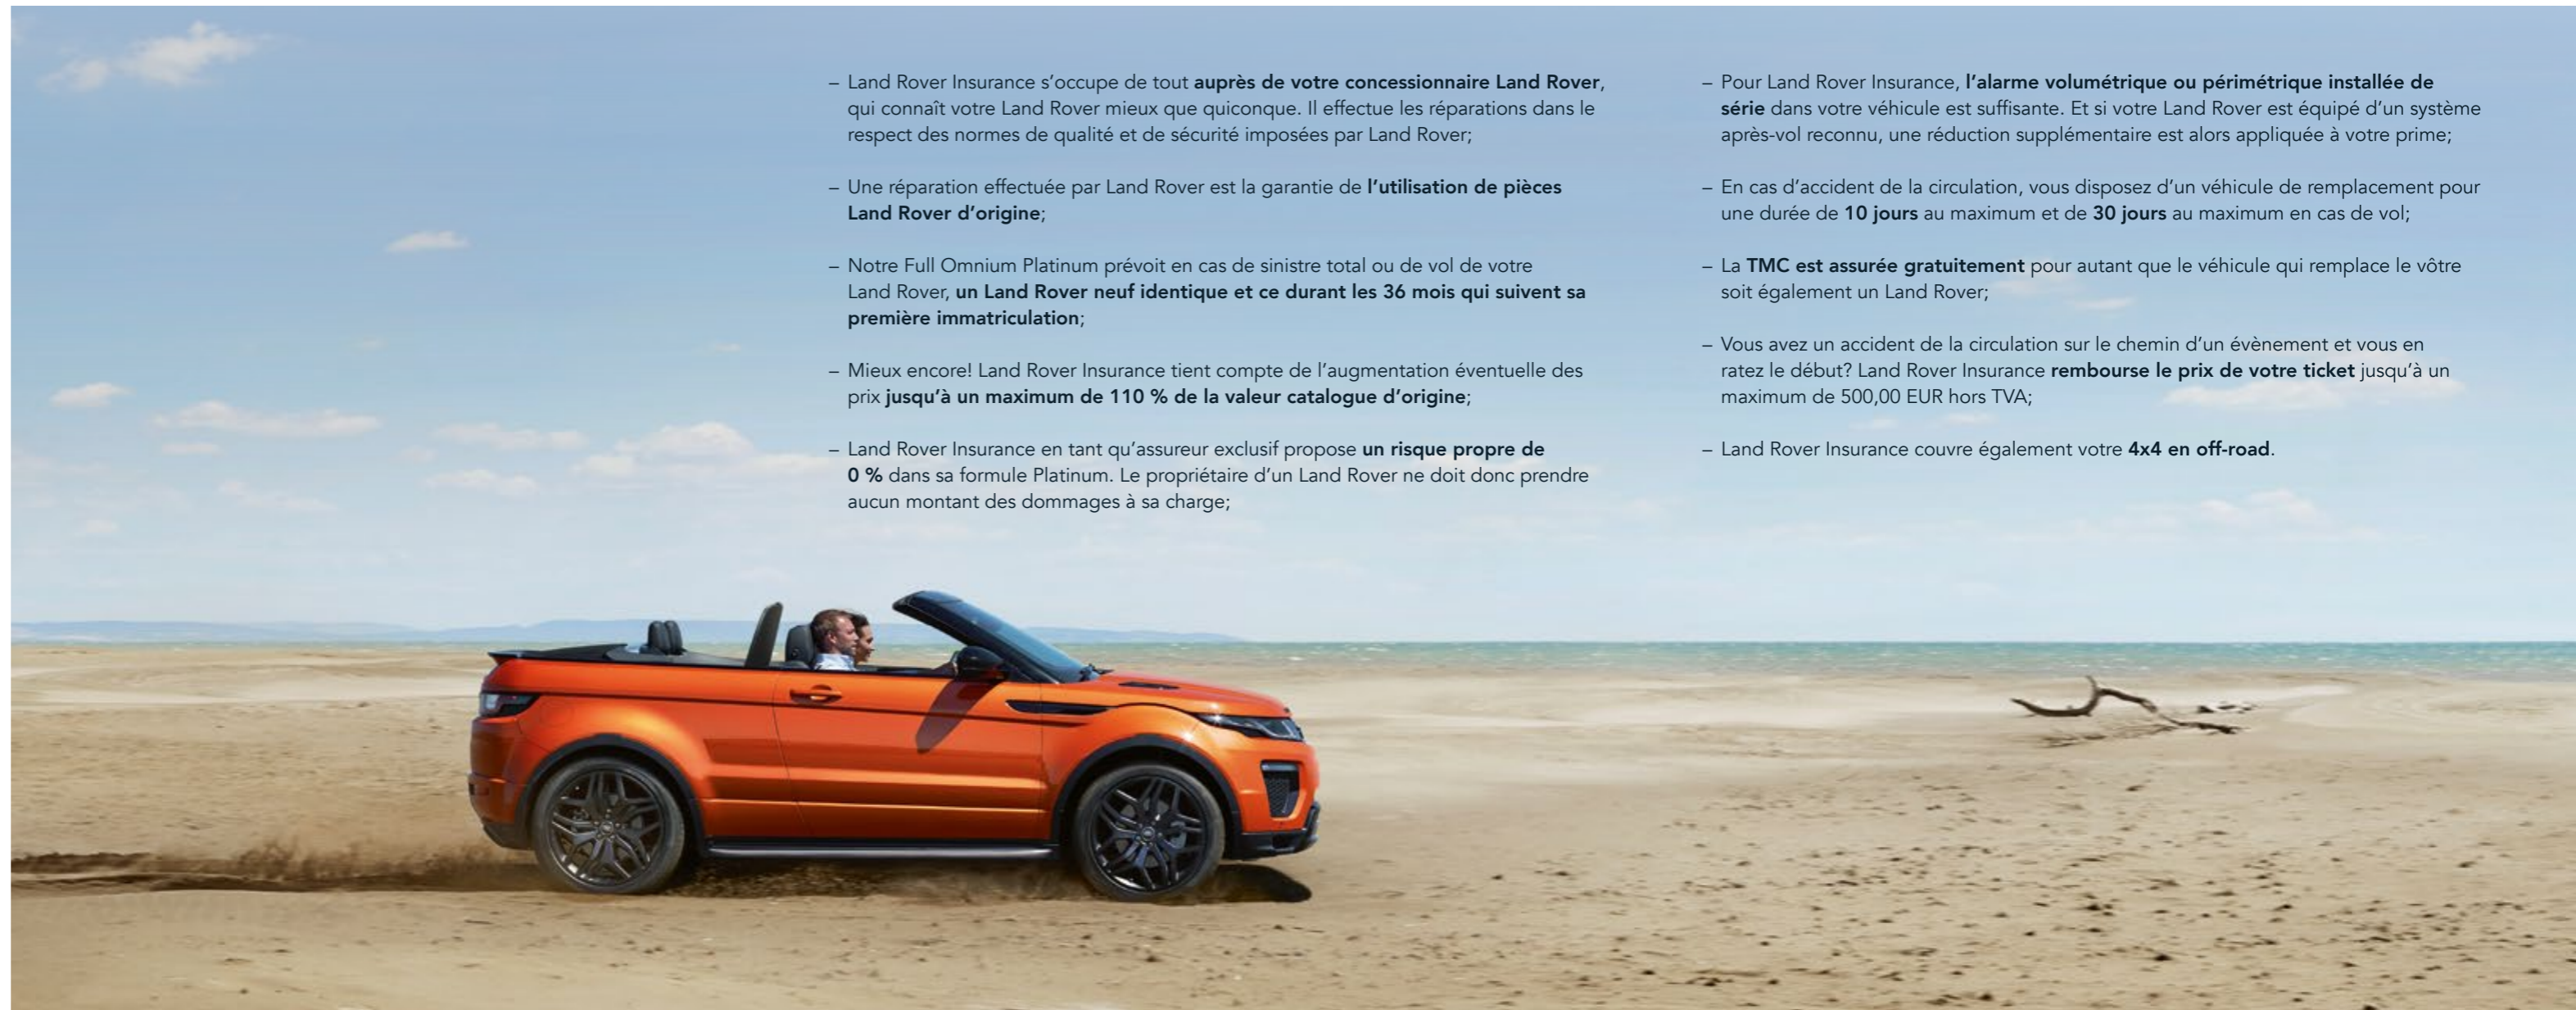 – Land Rover Insurance s’occupe de tout auprès de votre concessionnaire Land Rover,
qui connaît votre Land Rover mieux que quiconque. Il effectue les réparations dans le
respect des normes de qualité et de sécurité imposées par Land Rover;
– Une réparation effectuée par Land Rover est la garantie de l’utilisation de pièces
Land Rover d’origine;
– Notre Full Omnium Platinum prévoit en cas de sinistre total ou de vol de votre
Land Rover, un Land Rover neuf identique et ce durant les 36 mois qui suivent sa
première immatriculation;
– Mieux encore! Land Rover Insurance tient compte de l’augmentation éventuelle des
prix jusqu’à un maximum de 110 % de la valeur catalogue d’origine;
– Land Rover Insurance en tant qu’assureur exclusif propose un risque propre de
0 % dans sa formule Platinum. Le propriétaire d’un Land Rover ne doit donc prendre
aucun montant des dommages à sa charge;
– Pour Land Rover Insurance, l’alarme volumétrique ou périmétrique installée de
série dans votre véhicule est suffisante. Et si votre Land Rover est équipé d’un système
après-vol reconnu, une réduction supplémentaire est alors appliquée à votre prime;
– En cas d’accident de la circulation, vous disposez d’un véhicule de remplacement pour
une durée de 10 jours au maximum et de 30 jours au maximum en cas de vol;
– La TMC est assurée gratuitement pour autant que le véhicule qui remplace le vôtre
soit également un Land Rover;
– Vous avez un accident de la circulation sur le chemin d’un évènement et vous en
ratez le début? Land Rover Insurance rembourse le prix de votre ticket jusqu’à un
maximum de 500,00 EUR hors TVA;
– Land Rover Insurance couvre également votre 4x4 en off-road.